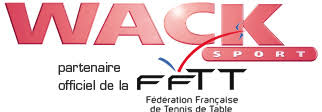 WACK
SPORT
partenaire
officiel de la FFTT
Fédération Française
de Tennis de Table